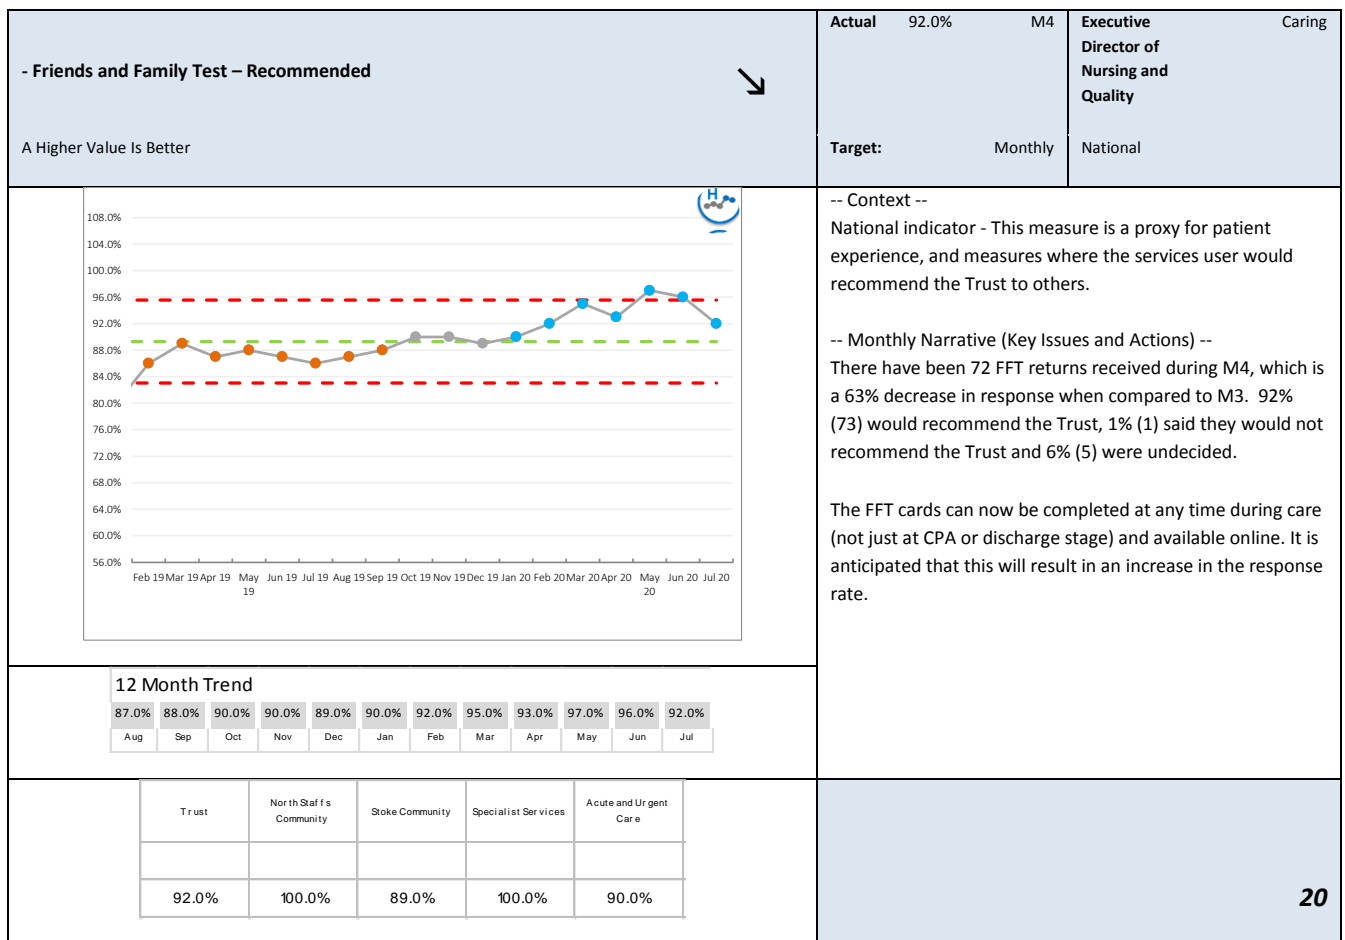 - Friends and Family Test – Recommended
A Higher Value Is Better
Actual 92.0% M4
Target: Monthly
Executive Caring
Director of
Nursing and
Quality
National
H
108.0%
104.0%
100.0%
96.0%
92.0%
88.0%
84.0%
80.0%
76.0%
72.0%
68.0%
64.0%
60.0%
56.0%
Feb 19 Mar 19 Apr 19 May 19 Jun 19 Jul 19 Aug 19 Sep 19 Oct 19 Nov 19 Dec 19 Jan 20 Feb 20 Mar 20 Apr 20 May 20 Jun 20 Jul 20
-- Context --
National indicator - This measure is a proxy for patient
experience, and measures where the services user would
recommend the Trust to others.
-- Monthly Narrative (Key Issues and Actions) --
There have been 72 FFT returns received during M4, which is
a 63% decrease in response when compared to M3. 92%
(73) would recommend the Trust, 1% (1) said they would not
recommend the Trust and 6% (5) were undecided.
The FFT cards can now be completed at any time during care
(not just at CPA or discharge stage) and available online. It is
anticipated that this will result in an increase in the response
rate.
12 Month Trend
87.0% 88.0% 90.0% 90.0% 89.0% 90.0% 92.0% 95.0% 93.0% 97.0% 96.0% 92.0%
Aug Sep Oct Nov Dec Jan Feb Mar Apr May Jun Jul
Trust
North Staffs
Community
Stoke Community
Specialist Services
Acute and Urgent
Care
92.0% 100.0% 89.0% 100.0% 90.0%
20